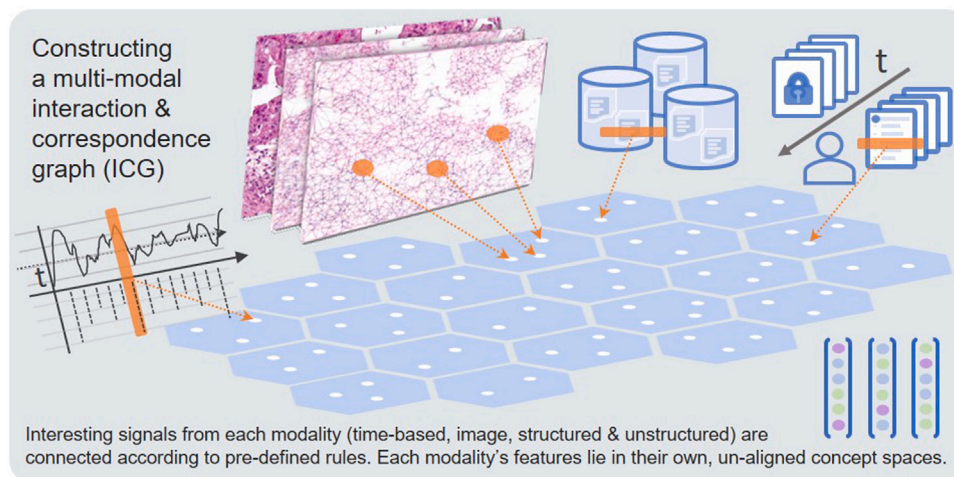 Constructing
a multi-modal
interaction &
correspondence
graph (ICG)
t
t
Interesting signals from each modality (time-based, image, structured & unstructured) are
connected according to pre-defined rules. Each modality's features lie in their own, un-aligned concept spaces.